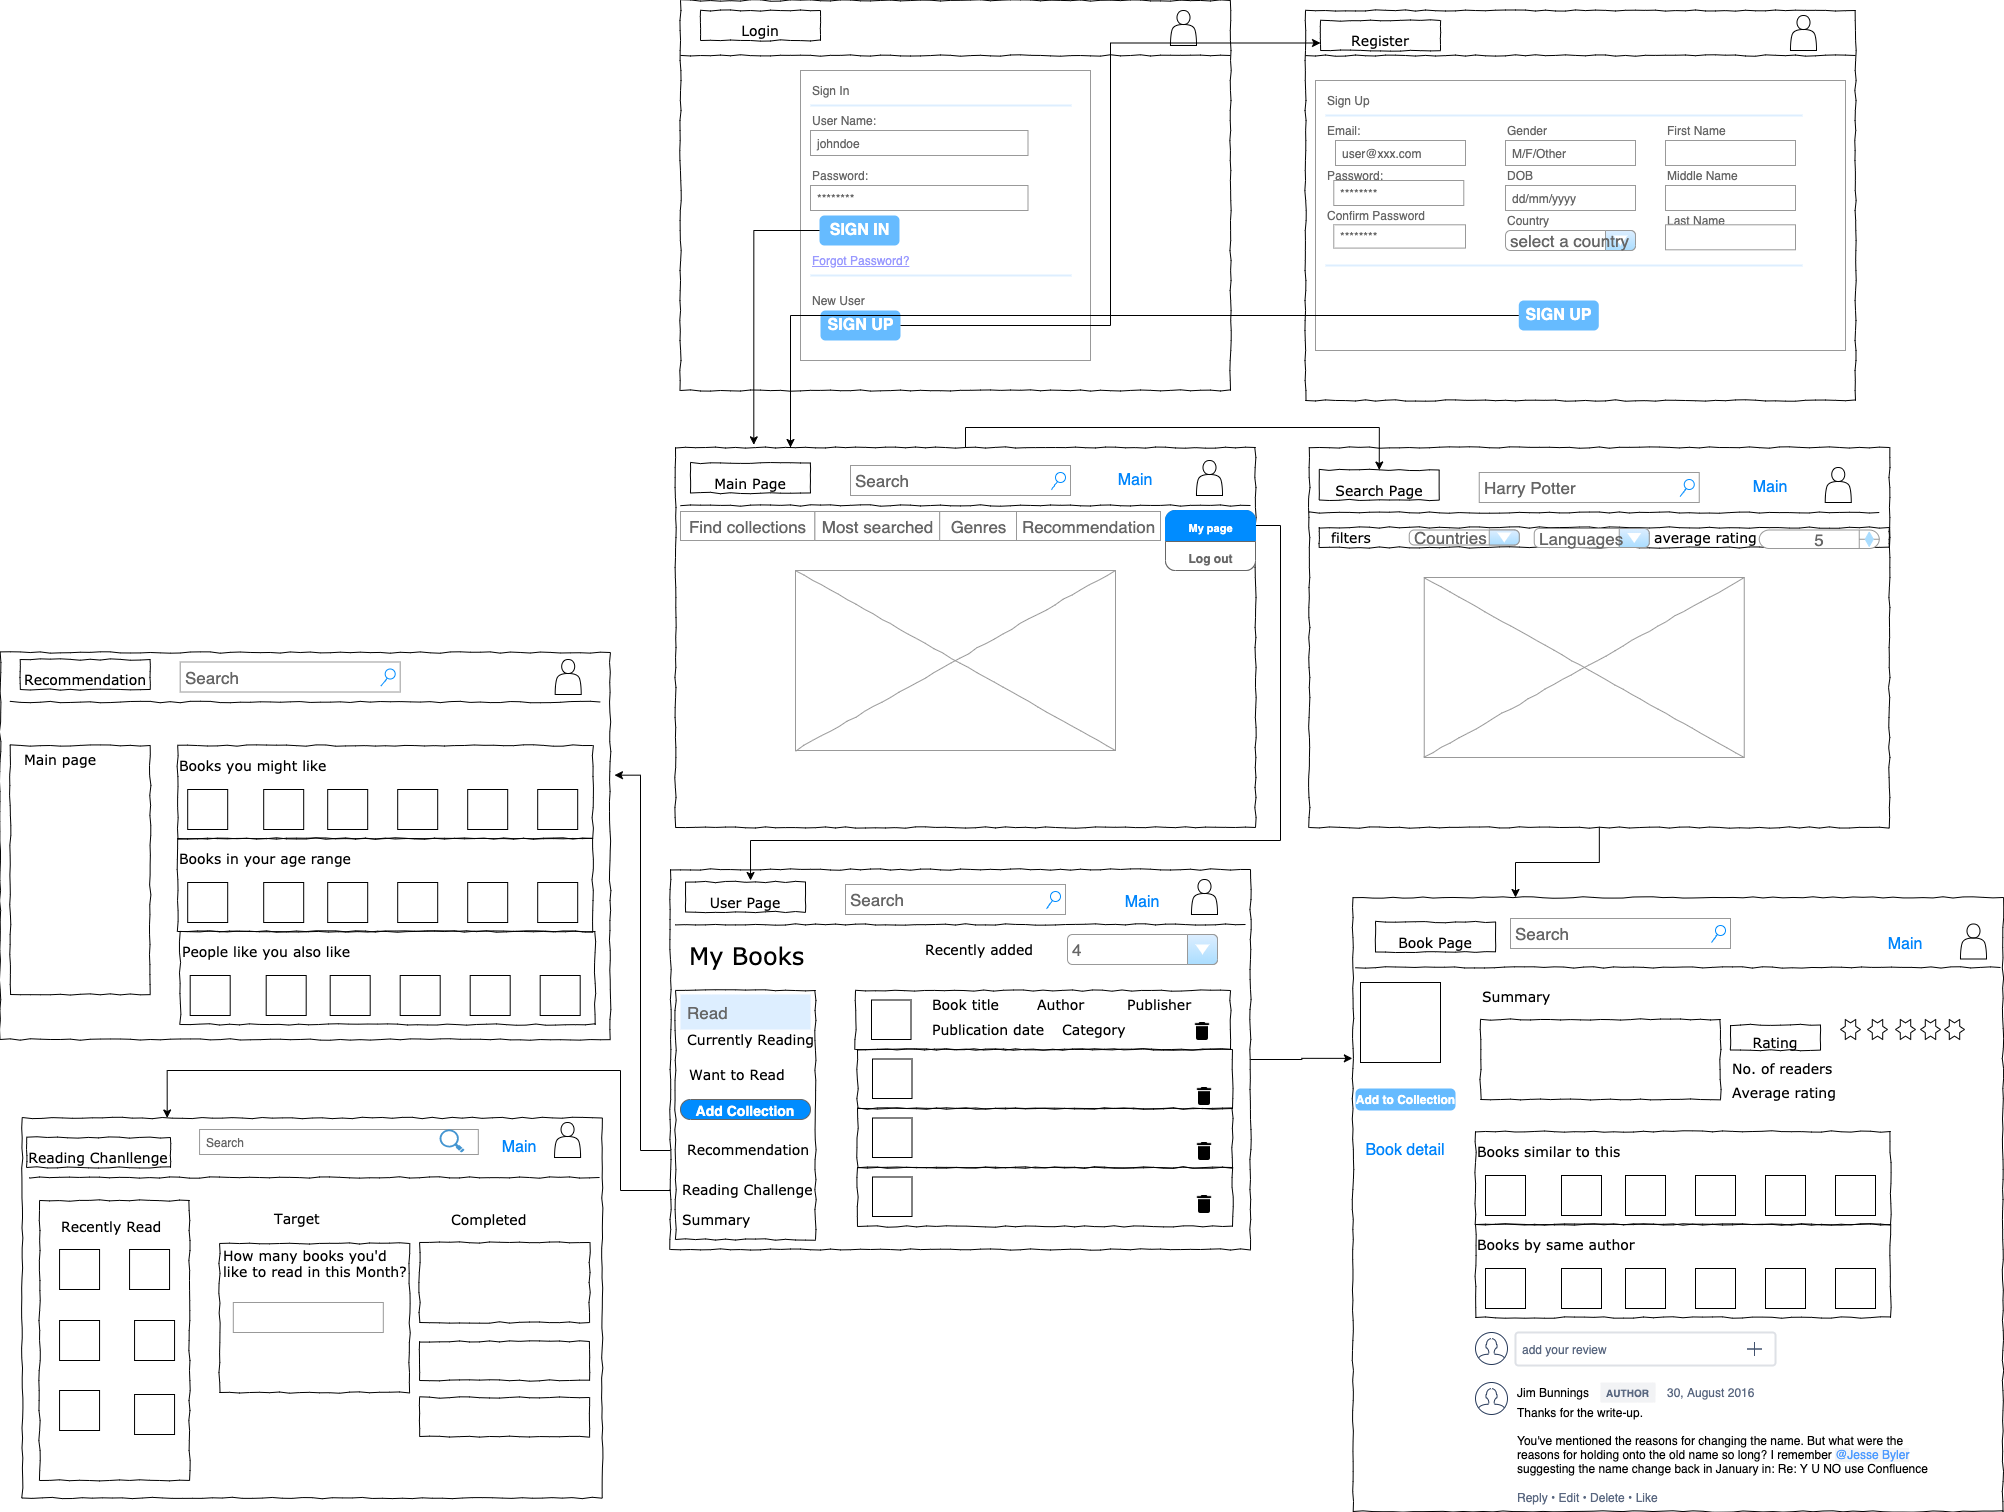 Login
Sign In
User Name:
johndoe
Password:
********
SIGN IN
Forgot Password?
New User
SIGN UP
Register
Sign Up
Email:
Gender
First Name
user@xxx.com
M/F/Other
Password:
DOB
Middle Name
********
dd/mm/yyyy
Confirm Password
Country
Last Name
********
select a country
SIGN UP
Main Page
Search
Main
Find collections
Most searched
Genres
Recommendation
My page
Log out
Search Page
Harry Potter
Main
filters
Countries
Languages
average rating
5
Recommendation
Search
Main page
Books you might like
Books in your age range
People like you also like
User Page
Search
Main
My Books
Recently added
4
Read
Currently Reading
Want to Read
Add Collection
Recommendation
Reading Challenge
Summary
Book title
Author
Publisher
Publication date
Category
Book Page
Search
Main
Summary
Rating
No. of readers
Average rating
Add to Collection
Book detail
Books similar to this
Books by same author
add your review
Jim Bunnings AUTHOR 30, August 2016
Thanks for the write-up.
You've mentioned the reasons for changing the name. But what were the
reasons for holding onto the old name so long? I remember @Jesse Byler
suggesting the name change back in January in: Re: Y U NO use Confluence
Reply • Edit • Delete • Like
Reading Chanllenge
Search
Main
Recently Read
Target
Completed
How many books you'd
like to read in this Month?